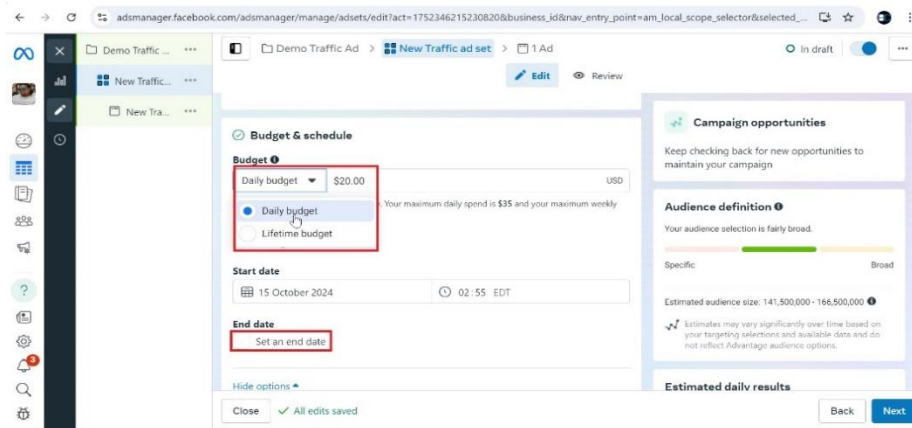 adsmanager.facebook.com/adsmanager/manage/adsets/edit?act=1752346215230820&business_id&nav_entry_point=am_local_scope_selector&selected_...
Demo Traffic ... ...
New Traffic... ...
New Tra... ...
Demo Traffic Ad > New Traffic ad set > 1 Ad
In draft
Edit
Review
Budget & schedule
Budget
Daily budget $20.00 USD
Daily budget
Lifetime budget
. Your maximum daily spend is $35 and your maximum weekly
Start date
15 October 2024 02:55 EDT
End date
Set an end date
Hide options
Close All edits saved
Back Next
Campaign opportunities
Keep checking back for new opportunities to
maintain your campaign
Audience definition
Your audience selection is fairly broad.
Specific Broad
Estimated audience size: 141,500,000 - 166,500,000
Estimates may vary significantly over time based on
your targeting selections and available data and do
not reflect Advantage audience options.
Estimated daily results
3